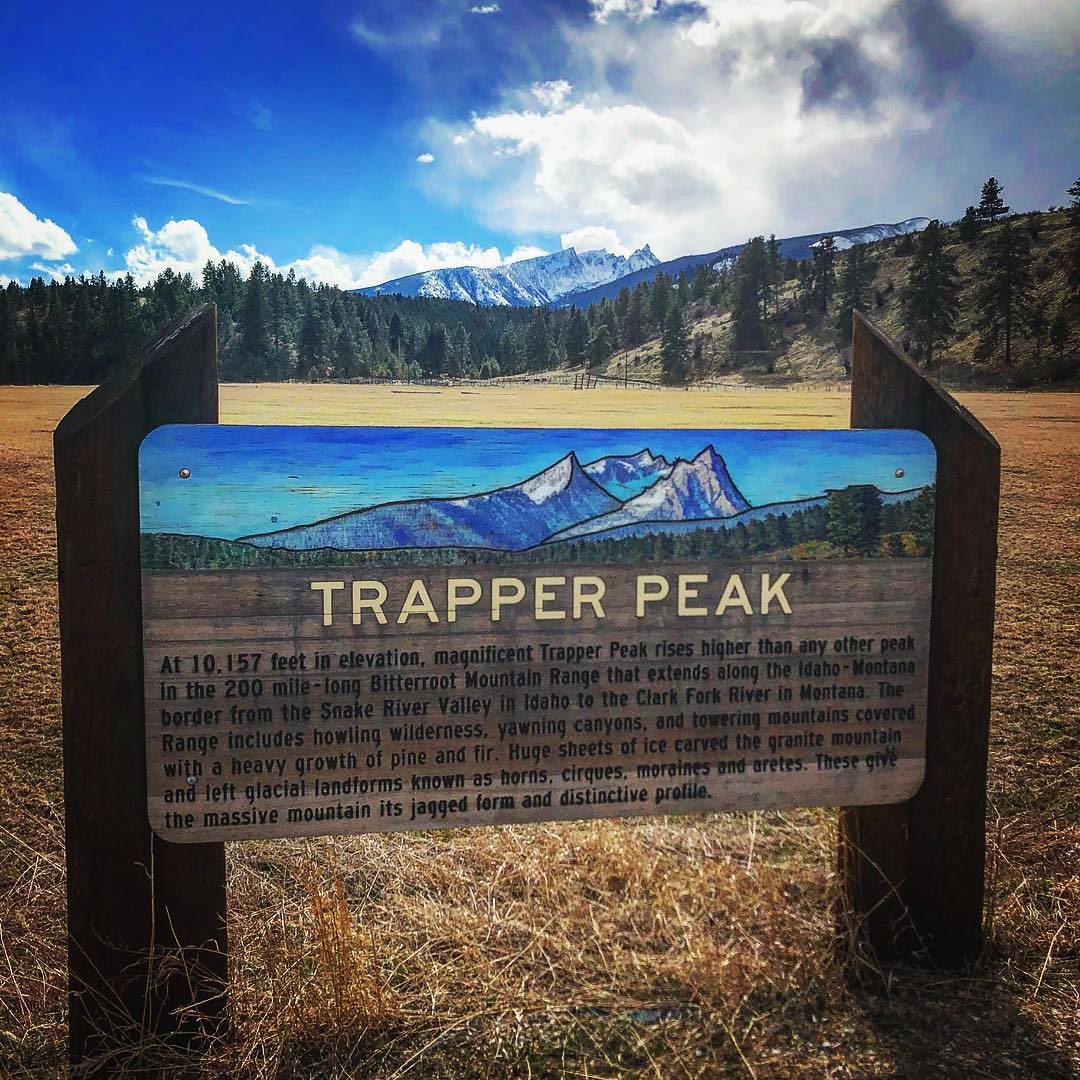 TRAPPER PEAK
At 10,157 feet in elevation, magnificent Trapper Peak rises higher than any other peak
in the 200 mile-long Bitterroot Mountain Range that extends along the Idaho-Montana
border from the Snake River Valley in Idaho to the Clark Fork River in Montana. The
Range includes howling wilderness, yawning canyons, and towering mountains covered
with a heavy growth of pine and fir. Huge sheets of ice carved the granite mountain
and left glacial landforms known as horns, cirques, moraines and aretes. These give
the massive mountain its jagged form and distinctive profile.